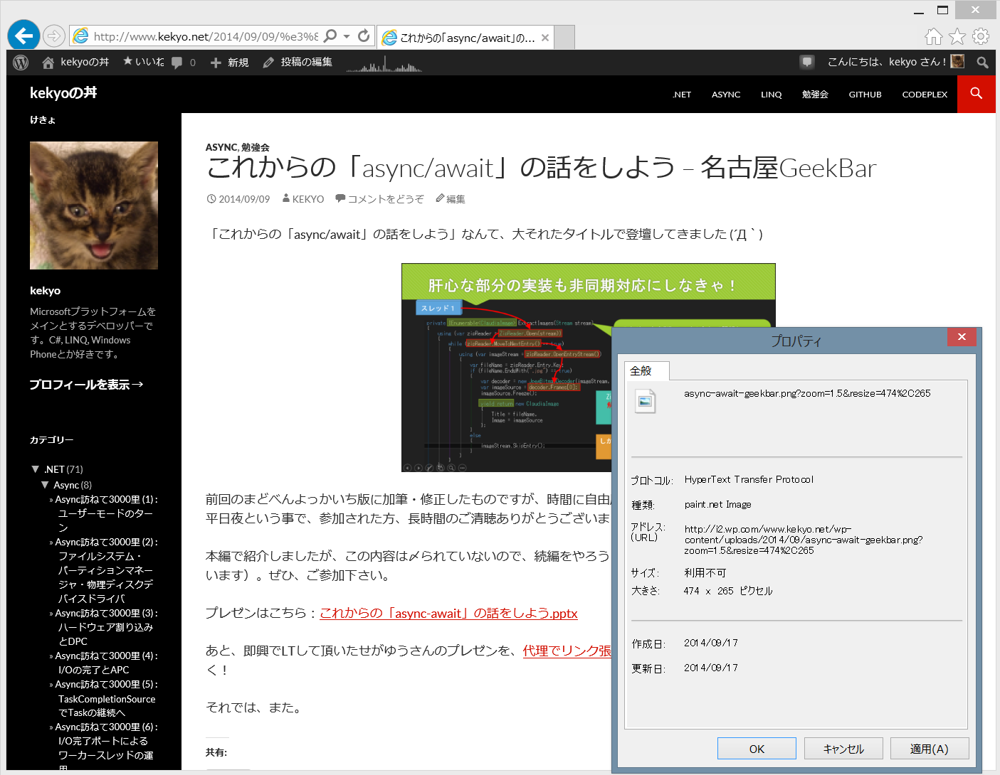 http://www.kekyo.net/2014/09/09/%e3%8
これからの「async/await」の...
kekyoの丼
いいね
0
新規
投稿の編集
こんにちは、kekyo さん !
kekyoの丼
.NET
ASYNC
LINQ
勉強会
GITHUB
CODEPLEX
けきょ
kekyo
Microsoftプラットフォームを
メインとするデベロッパーで
す。C#, LINQ, Windows
Phoneとか好きです。
プロフィールを表示 →
カテゴリー
▼ .NET (71)
▼ Async (8)
» Async訪ねて3000里 (1) :
ユーザーモードのター
ン
» Async訪ねて3000里 (2) :
ファイルシステム・
パーティションマネー
ジャ・物理ディスクデ
バイスドライバ
» Async訪ねて3000里 (3) :
ハードウェア割り込み
とDPC
» Async訪ねて3000里 (4) :
I/Oの完了とAPC
» Async訪ねて3000里 (5) :
TaskCompletionSource
でTaskの継続へ
» Async訪ねて3000里 (6) :
I/O完了ポートによる
ワーカースレッドの運
用
ASYNC, 勉強会
これからの「async/await」の話をしよう – 名古屋GeekBar
2014/09/09
KEKYO
コメントをどうぞ
編集
「これからの「async/await」の話をしよう」なんて、大それたタイトルで登壇してきました (´Д｀)
肝心な部分の実装も非同期対応にしなきゃ！
スレッド１
private IEnumerable<ClaudiaImage> ExtractImages(Stream stream)
{
using (var zipReader = ZipReader.Open(stream))
{
while (zipReader.MoveToNextEntry() == true)
{
using (var imageStream = zipReader.OpenEntryStream())
{
var fileName = zipReader.Entry.Key;
if (fileName.EndsWith(".jpg") == true)
{
var decoder = new JpegBitmapDecoder(imageStream,
var imageSource = decoder.Frames[0];
imageSource.Freeze();
yield return new ClaudiaImage
{
Title = fileName,
Image = imageSource
};
}
else
{
imageStream.SkipEntry();
}
}
}
Zi
しか
前回のまどべんよっかいち版に加筆・修正したものですが、時間に自由
平日夜という事で、参加された方、長時間のご清聴ありがとうございま
本編で紹介しましたが、この内容は〆られていないので、続編をやろう
います）。ぜひ、ご参加下さい。
プレゼンはこちら：これからの「async-await」の話をしよう.pptx
あと、即興でLTして頂いたせがゆうさんのプレゼンを、代理でリンク張
く！
それでは、また。
共有:
プロパティ
全般
async-await-geekbar.png?zoom=1.5&resize=474%2C265
プロトコル:
HyperText Transfer Protocol
種類:
paint.net Image
アドレス:
(URL)
http://i2.wp.com/www.kekyo.net/wp-
content/uploads/2014/09/async-await-geekbar.png?
zoom=1.5&resize=474%2C265
サイズ:
利用不可
大きさ:
474 x 265 ピクセル
作成日:
2014/09/17
更新日:
2014/09/17
OK
キャンセル
適用(A)